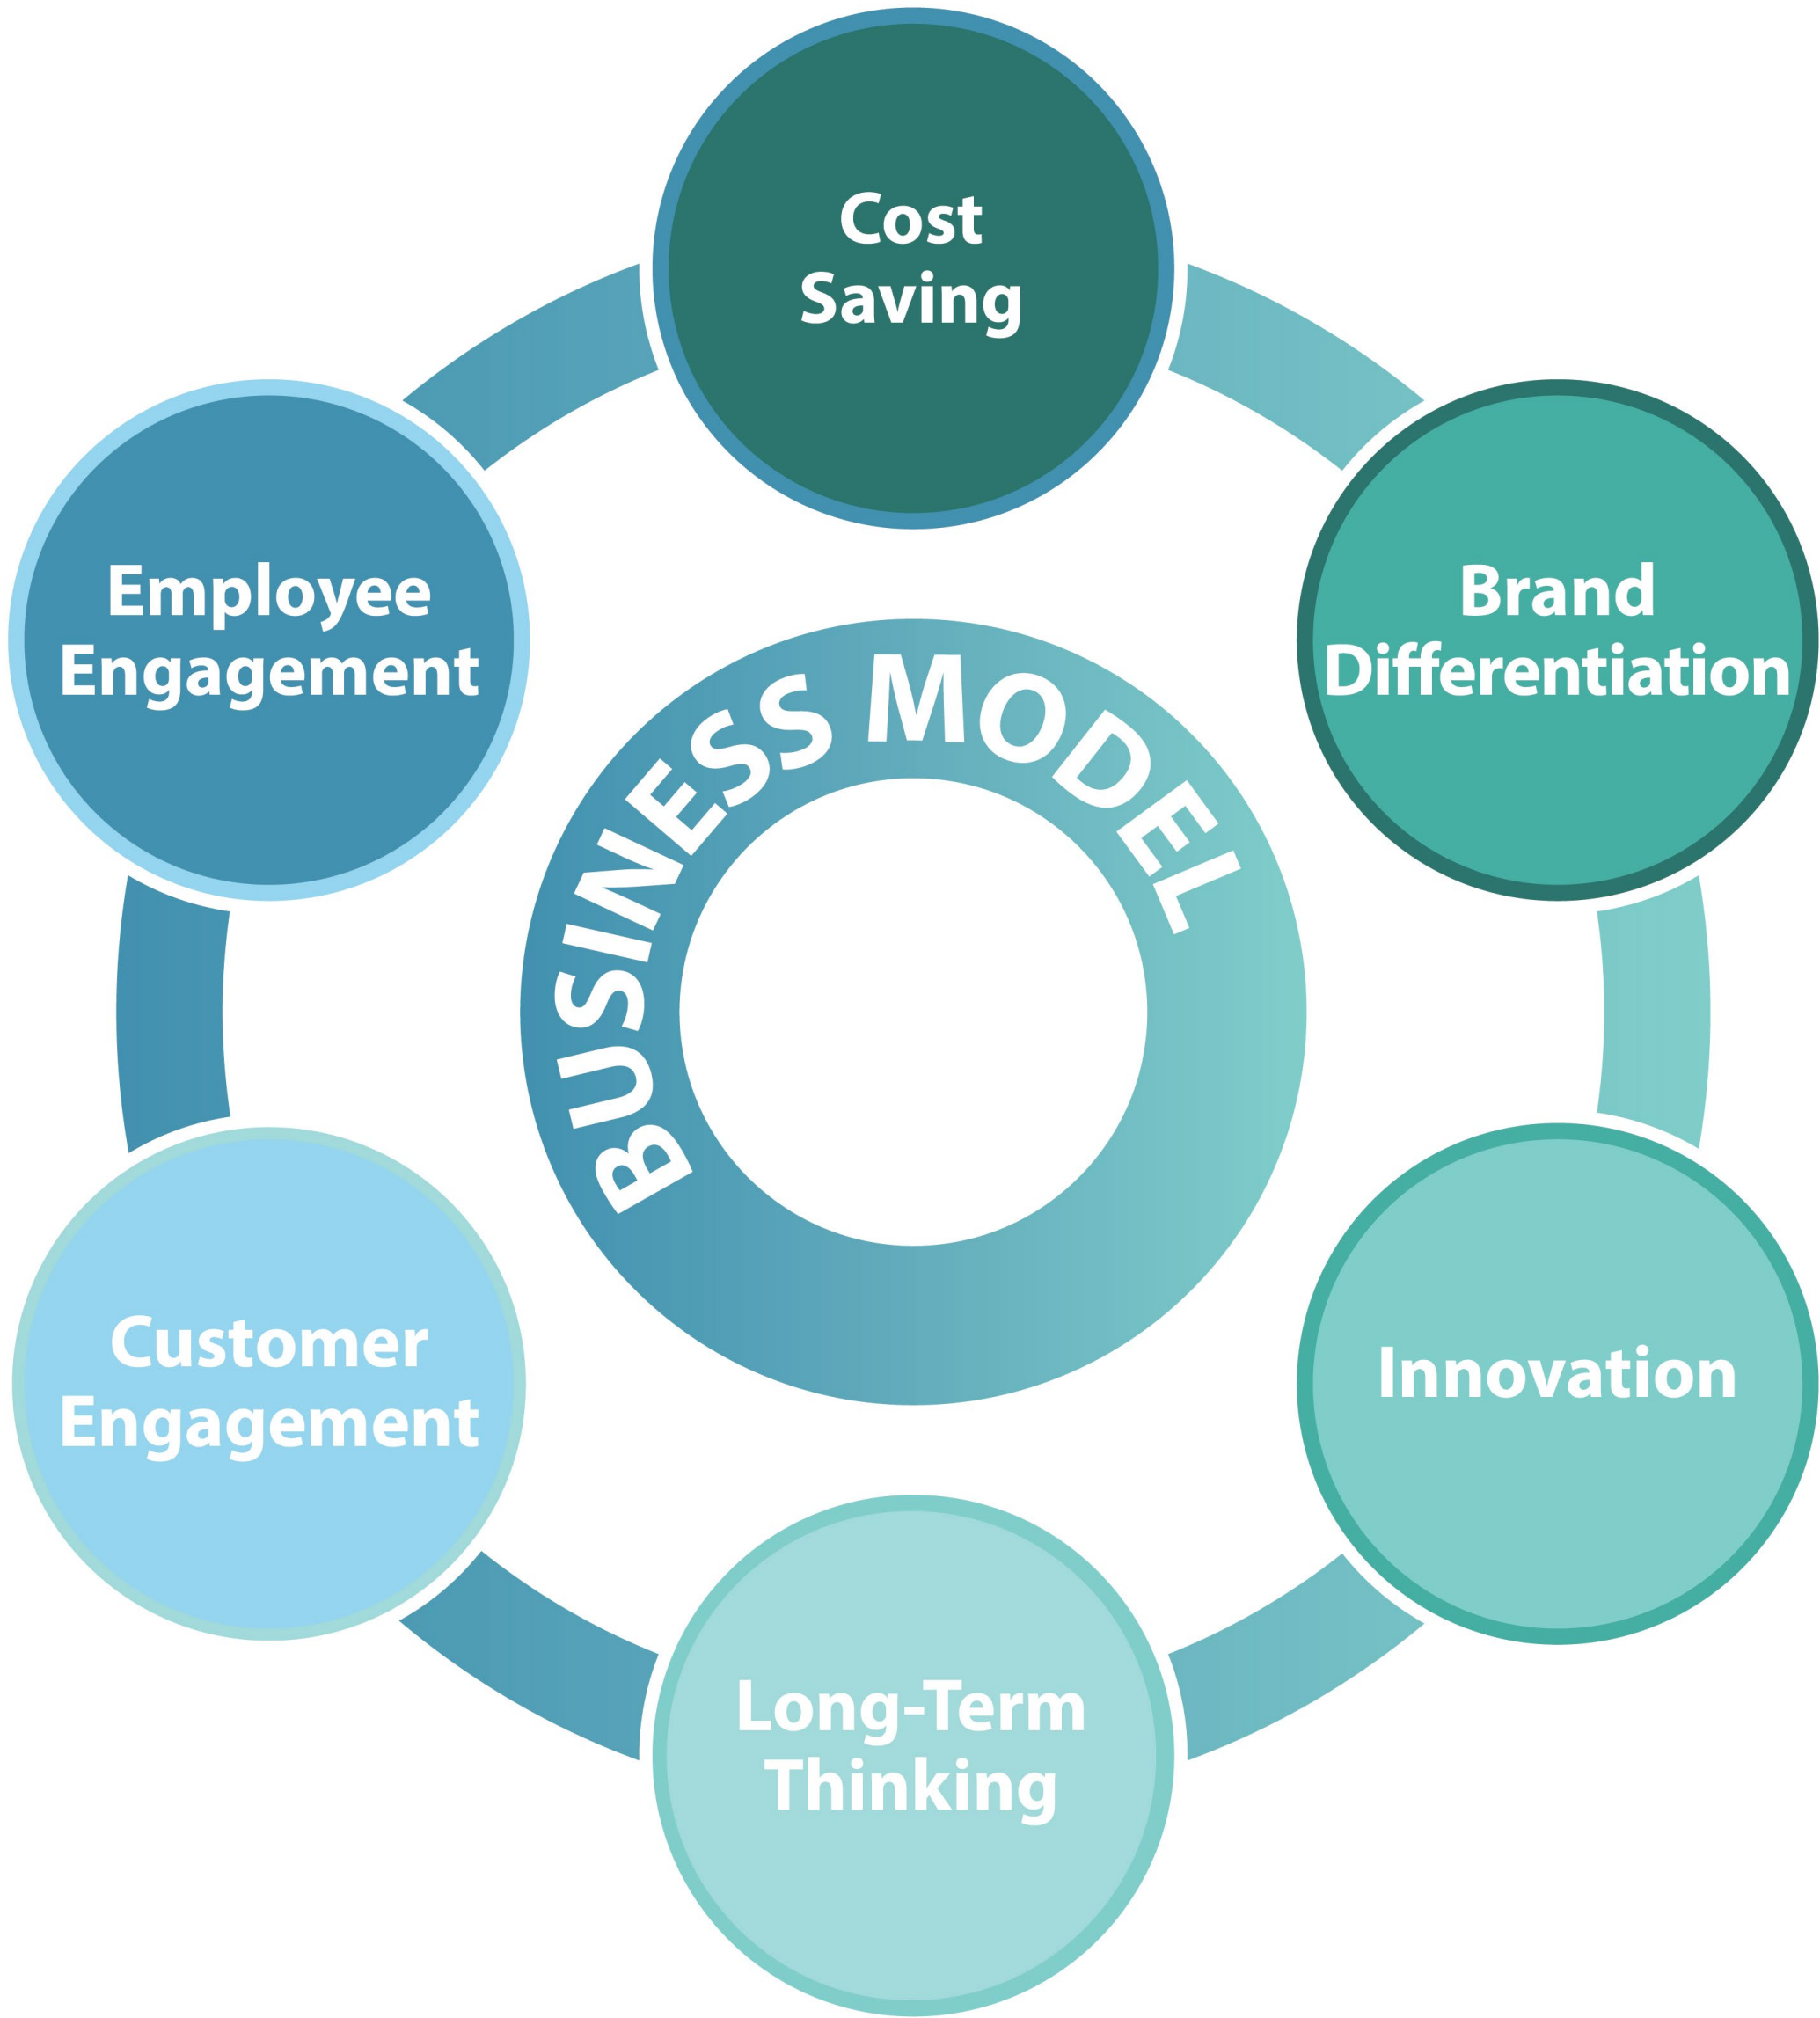 Cost
Saving
Brand
Differentiation
Innovation
Long-Term
Thinking
Customer
Engagement
Employee
Engagement
BUSINESS MODEL